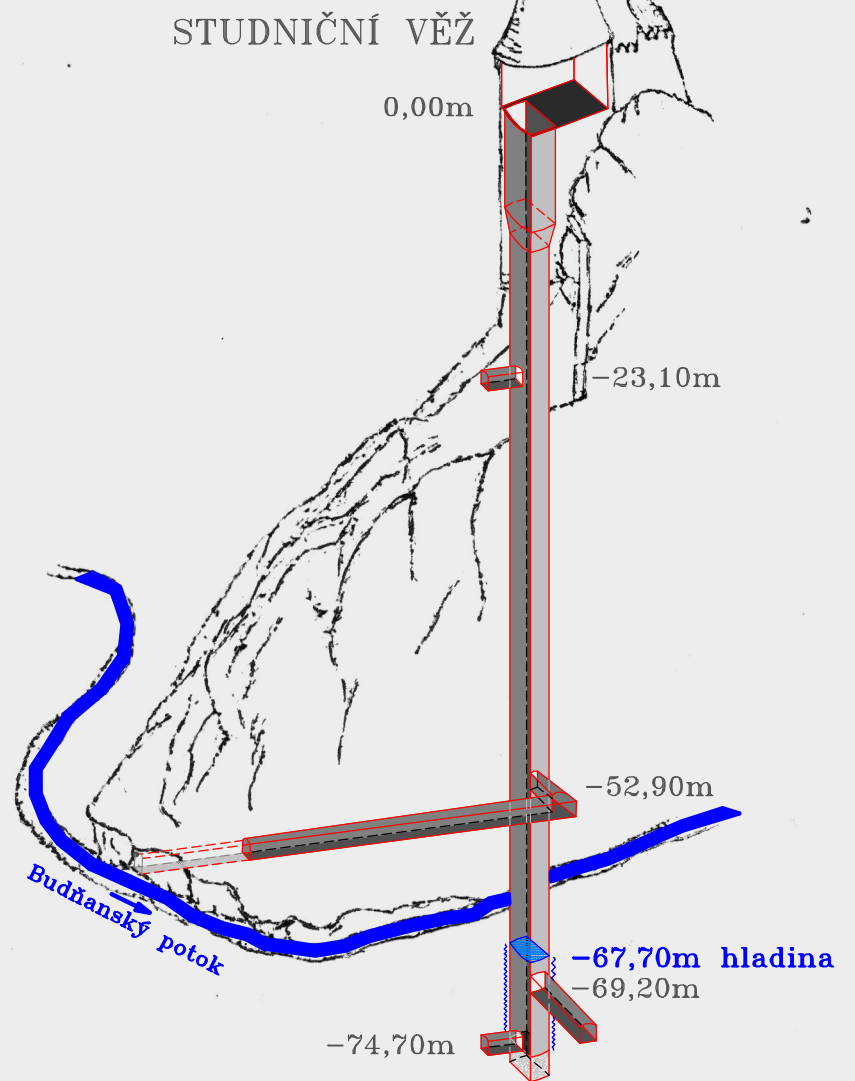 STUDNIČNÍ VĚŽ
0,00m
−23,10m
−52,90m
Budňanský potok
−67,70m hladina
−69,20m
−74,70m